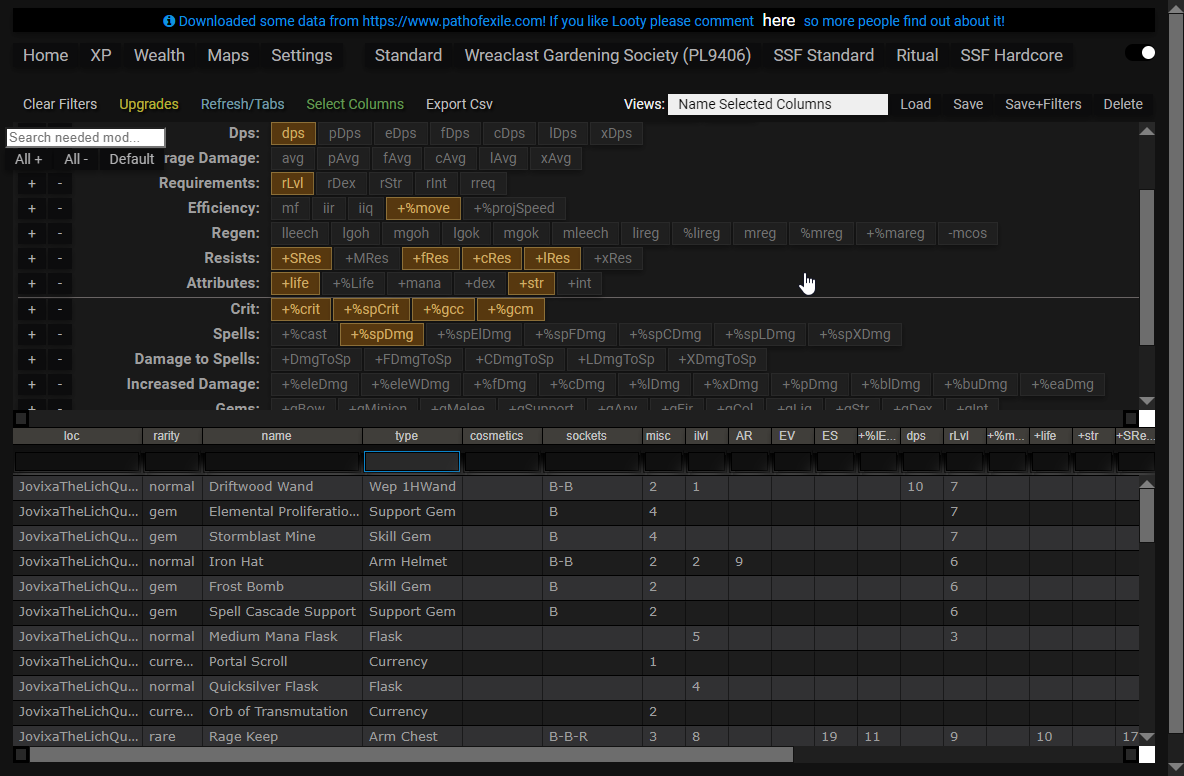 Downloaded some data from https://www.pathofexile.com! If you like Looty please comment here so more people find out about it!
Home XP Wealth Maps Settings Standard Wreaclast Gardening Society (PL9406) SSF Standard Ritual SSF Hardcore
Clear Filters Upgrades Refresh/Tabs Select Columns Export Csv Views: Name Selected Columns Load Save Save+Filters Delete
Search needed mod...
All + All - Default
Dps: dps pDps eDps fDps cDps lDps xDps
rage Damage: avg pAvg fAvg cAvg lAvg xAvg
+ - Requirements: rLvl rDex rStr rInt rreq
+ - Efficiency: mf iir iiq +%move +%projSpeed
+ - Regen: lleech lgoh mgoh lgok mgok mleech lireg %lireg mreg %mreg +%mareg -mcos
+ - Resists: +SRes +MRes +fRes +cRes +lRes +xRes
+ - Attributes: +life +%Life +mana +dex +str +int
+ - Crit: +%crit +%spCrit +%gcc +%gcm
+ - Spells: +%cast +%spDmg +%spElDmg +%spFDmg +%spCDmg +%spLDmg +%spXDmg
+ - Damage to Spells: +DmgToSp +FDmgToSp +CDmgToSp +LDmgToSp +XDmgToSp
+ - Increased Damage: +%eleDmg +%eleWDmg +%fDmg +%cDmg +%lDmg +%xDmg +%pDmg +%blDmg +%buDmg +%eaDmg
+ - Gems: +gBow +gMinion +gMelee +gSupport +gAny +gFir +gCol +gLig +gStr +gDex +gInt
loc rarity name type cosmetics sockets misc ilvl AR EV ES +%lE... dps rLvl +%m... +life +str +SRe...
JovixaTheLichQu... normal Driftwood Wand Wep 1HWand B-B 2 1 10 7
JovixaTheLichQu... gem Elemental Proliferatio... Support Gem B 4 7
JovixaTheLichQu... gem Stormblast Mine Skill Gem B 4 7
JovixaTheLichQu... normal Iron Hat Arm Helmet B-B 2 2 9 6
JovixaTheLichQu... gem Frost Bomb Skill Gem B 2 6
JovixaTheLichQu... gem Spell Cascade Support Support Gem B 2 6
JovixaTheLichQu... normal Medium Mana Flask Flask 5 3
JovixaTheLichQu... curre... Portal Scroll Currency 1
JovixaTheLichQu... normal Quicksilver Flask Flask 4
JovixaTheLichQu... curre... Orb of Transmutation Currency 2
JovixaTheLichQu... rare Rage Keep Arm Chest B-B-R 3 8 19 11 9 10 17